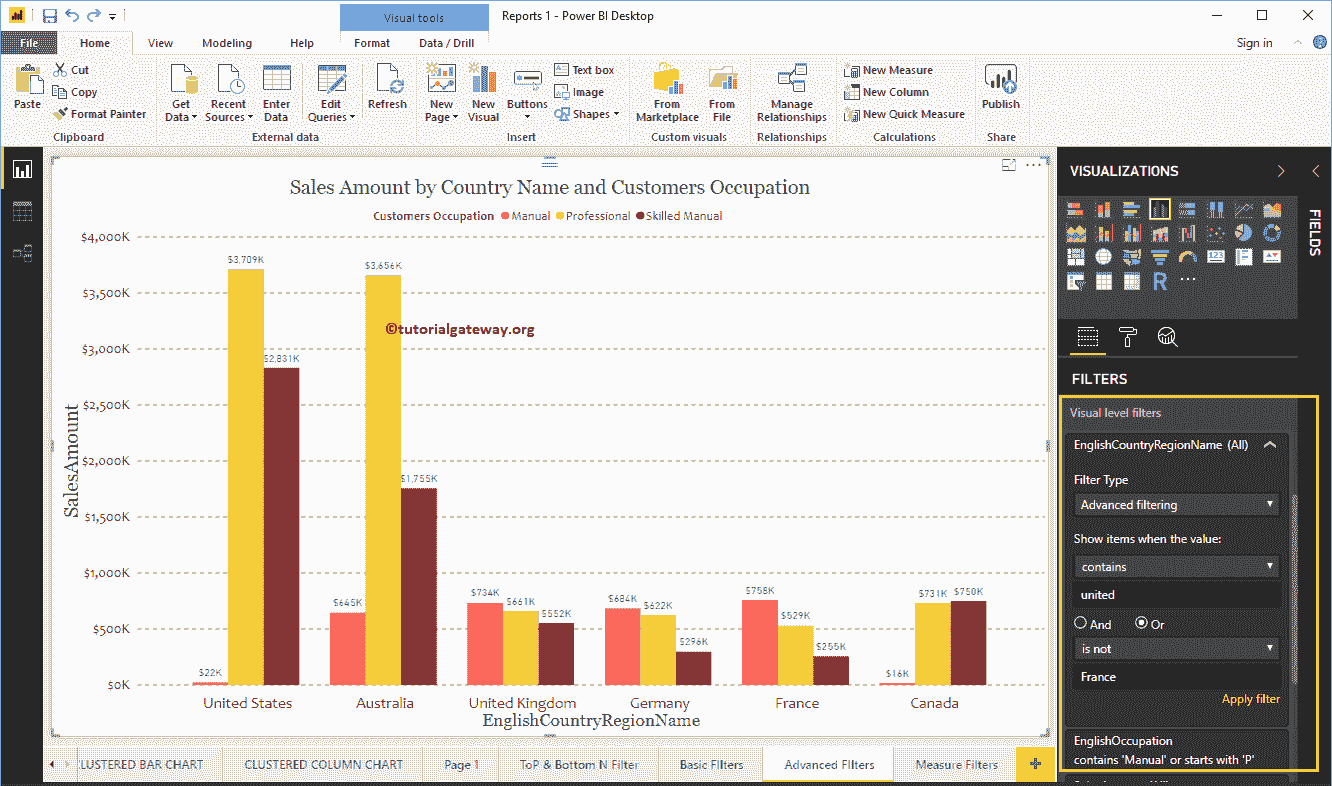 Visual tools
Reports 1 - Power BI Desktop
File Home View Modeling Help Format Data / Drill Sign in
Cut
Copy
Format Painter
Paste
Clipboard
Get Data
Recent Sources
Enter Data
Edit Queries
Refresh
External data
New Page
New Visual
Buttons
Text box
Image
Shapes
Insert
From Marketplace
From File
Custom visuals
Manage Relationships
Relationships
New Measure
New Column
New Quick Measure
Calculations
Publish
Share
Sales Amount by Country Name and Customers Occupation
Customers Occupation Manual Professional Skilled Manual
$4,000K
$3,500K
$3,000K
$2,500K
$2,000K
$1,500K
$1,000K
$500K
$0K
SalesAmount
$22K $3,709K $2,831K
$645K $3,656K $1,755K
$734K $661K $552K
$684K $622K $296K
$758K $529K $255K
$16K $731K $750K
©tutorialgateway.org
United States Australia United Kingdom Germany France Canada
EnglishCountryRegionName
VISUALIZATIONS
FIELDS
123
R
FILTERS
Visual level filters
EnglishCountryRegionName (All)
Filter Type
Advanced filtering
Show items when the value:
contains
united
And Or
is not
France
Apply filter
EnglishOccupation
contains 'Manual' or starts with 'P'
CLUSTERED BAR CHART CLUSTERED COLUMN CHART Page 1 ToP & Bottom N Filter Basic FIlters Advanced FIlters Measure Filters